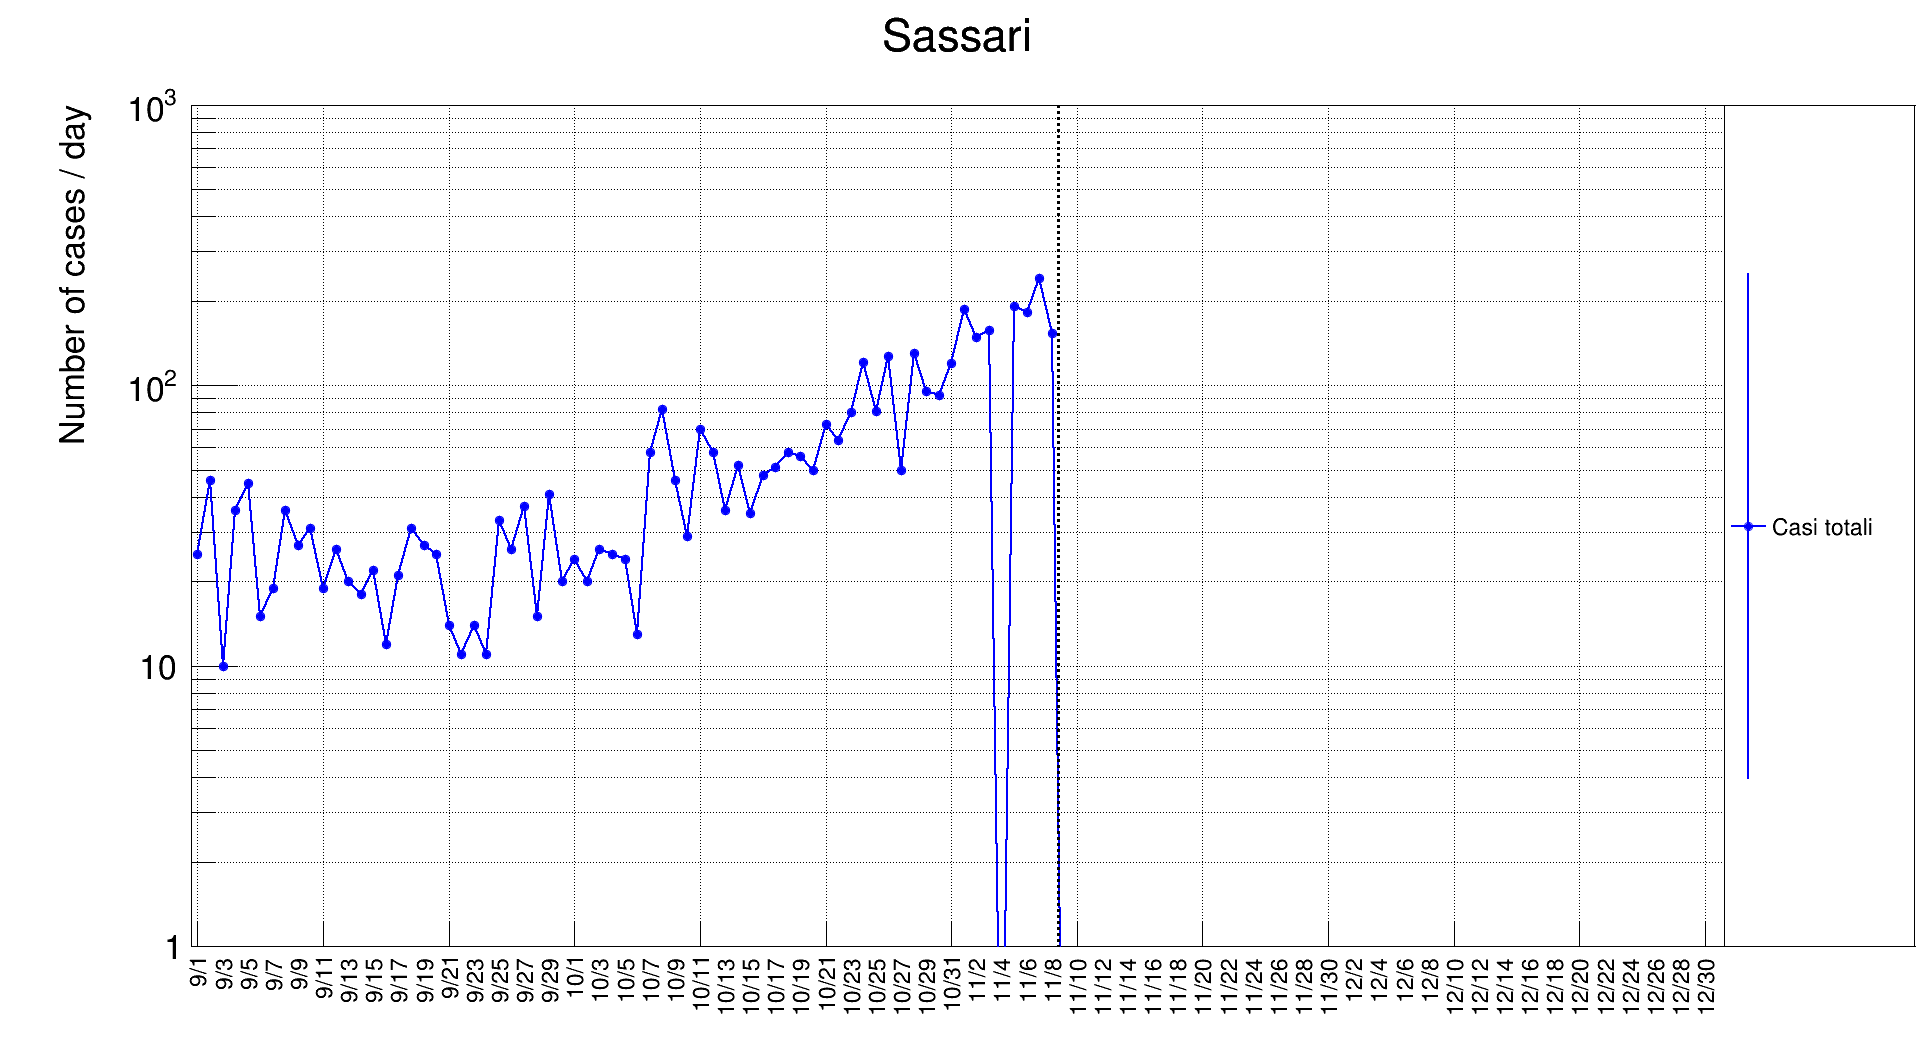 Sassari
Number of cases / day
10³
10²
10
1
9/1 9/3 9/5 9/7 9/9 9/11 9/13 9/15 9/17 9/19 9/21 9/23 9/25 9/27 9/29 10/1 10/3 10/5 10/7 10/9 10/11 10/13 10/15 10/17 10/19 10/21 10/23 10/25 10/27 10/29 10/31 11/2 11/4 11/6 11/8 11/10 11/12 11/14 11/16 11/18 11/20 11/22 11/24 11/26 11/28 11/30 12/2 12/4 12/6 12/8 12/10 12/12 12/14 12/16 12/18 12/20 12/22 12/24 12/26 12/28 12/30
Casi totali